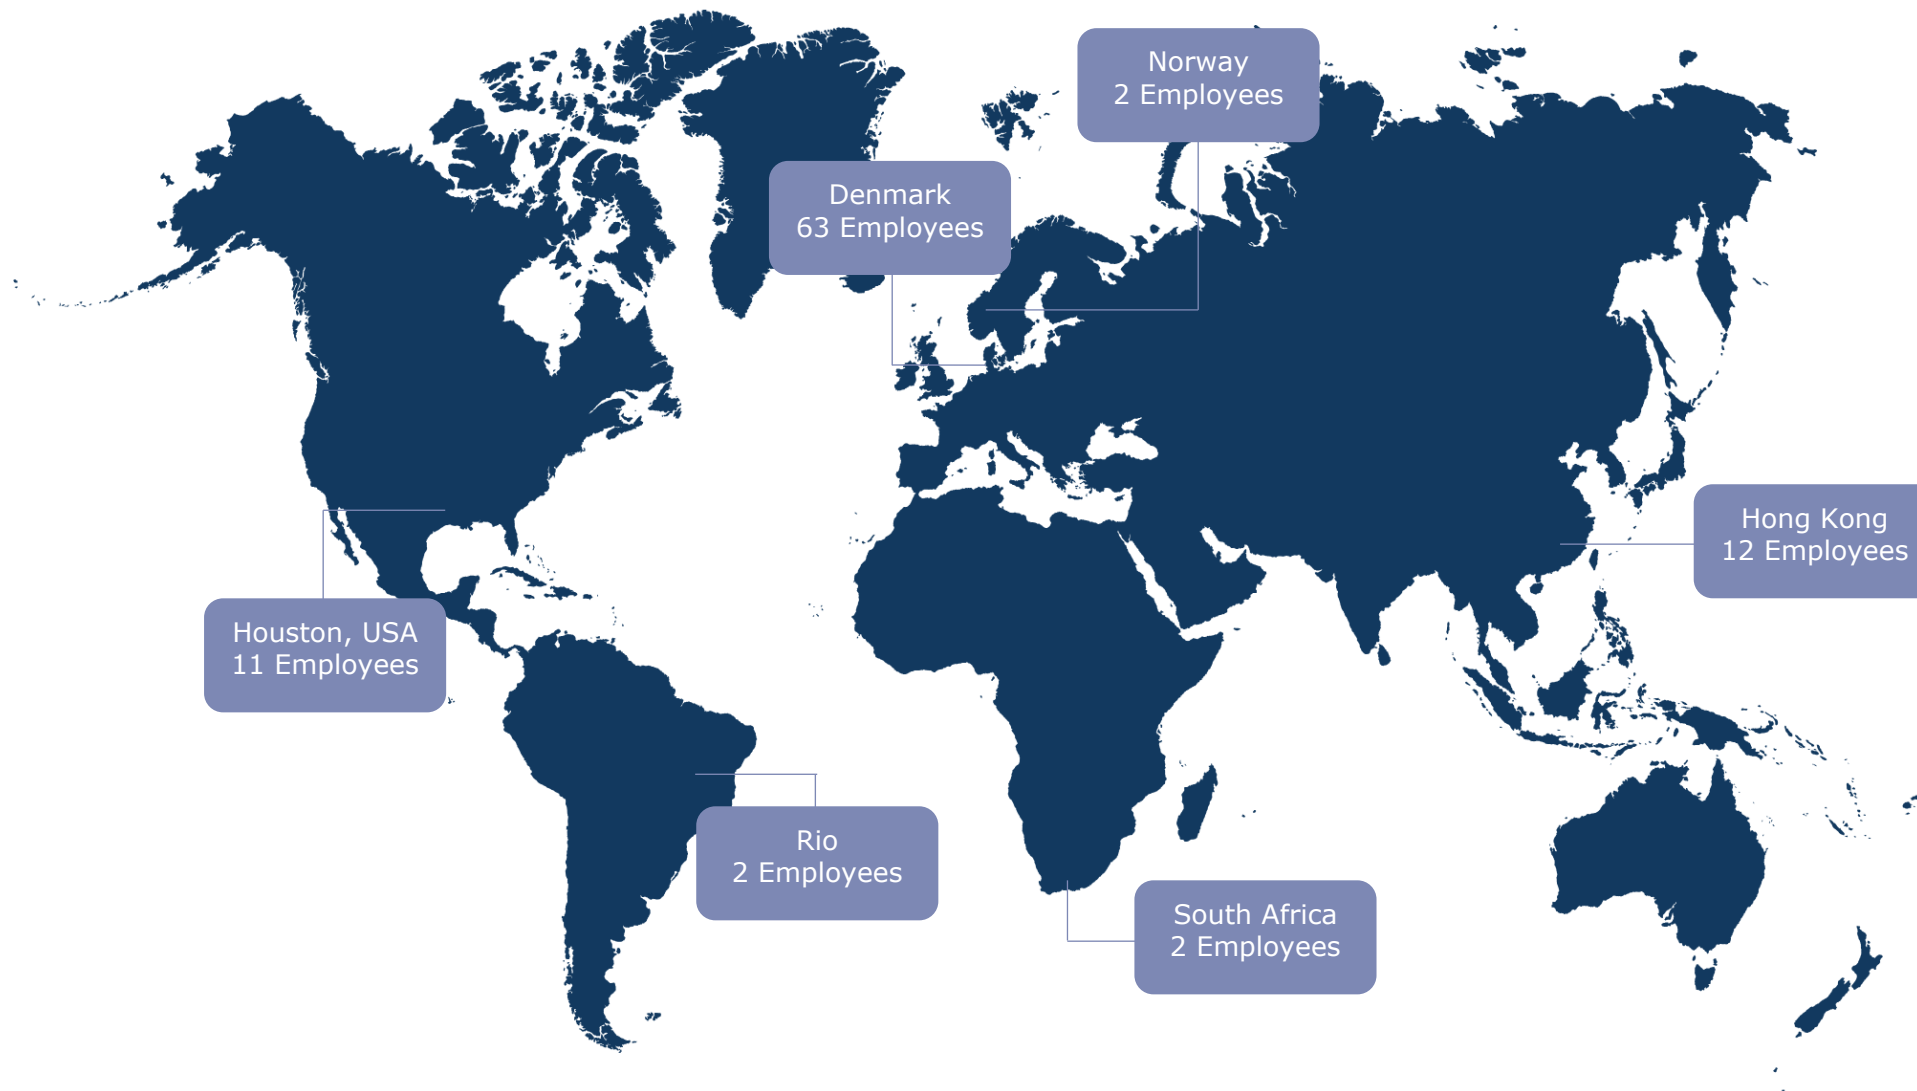 Norway
2 Employees
Denmark
63 Employees
Hong Kong
12 Employees
Houston, USA
11 Employees
Rio
2 Employees
South Africa
2 Employees